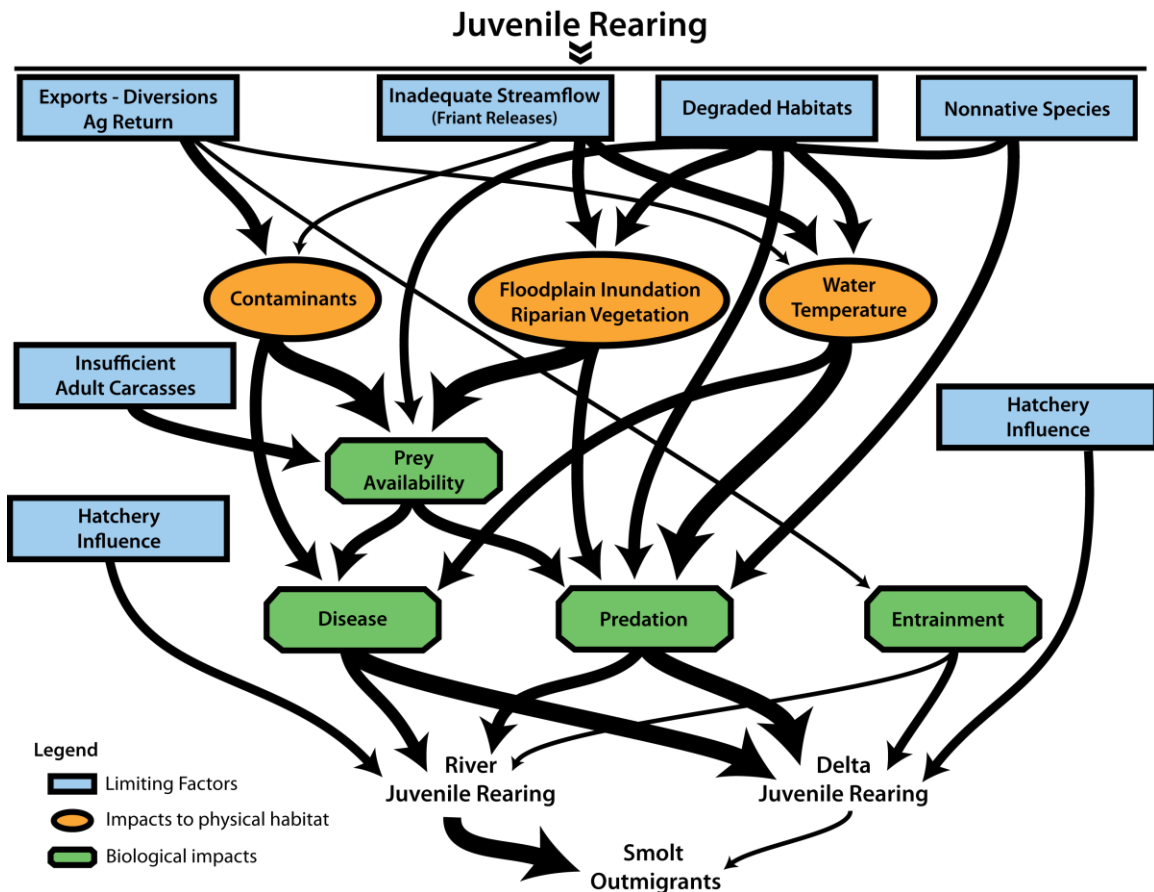 Juvenile Rearing
Exports - Diversions
Ag Return
Inadequate Streamflow
(Friant Releases)
Degraded Habitats
Nonnative Species
Contaminants
Floodplain Inundation
Riparian Vegetation
Water
Temperature
Insufficient
Adult Carcasses
Hatchery
Influence
Prey
Availability
Hatchery
Influence
Disease
Predation
Entrainment
Legend
Limiting Factors
Impacts to physical habitat
Biological impacts
River
Juvenile Rearing
Delta
Juvenile Rearing
Smolt
Outmigrants